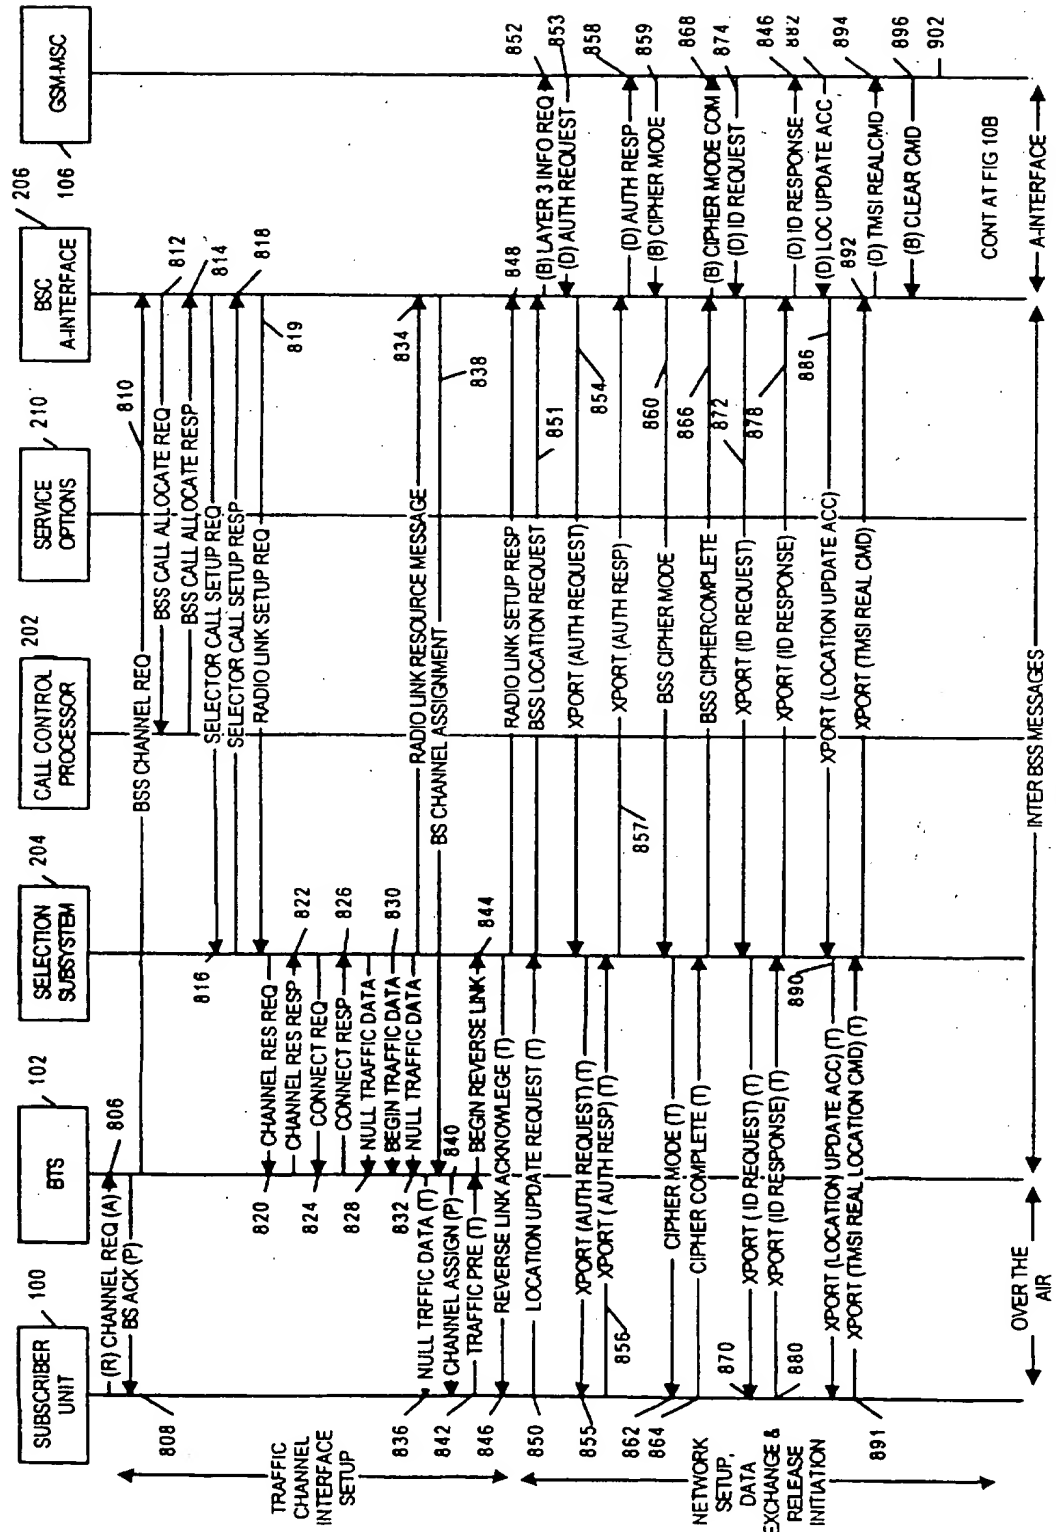 SUBSCRIBER
UNIT
100
BTS
102
SELECTION
SUBSYSTEM
204
CALL CONTROL
PROCESSOR
202
SERVICE
OPTIONS
210
BSC
A-INTERFACE
206
GSM-MSC
106
(R) CHANNEL REQ (A)
806
BS ACK (P)
808
BSS CHANNEL REQ
810
BSS CALL ALLOCATE REQ
812
BSS CALL ALLOCATE RESP
814
SELECTOR CALL SETUP REQ
816
SELECTOR CALL SETUP RESP
818
RADIO LINK SETUP REQ
819
CHANNEL RES REQ
820
CHANNEL RES RESP
822
CONNECT REQ
824
CONNECT RESP
826
NULL TRAFFIC DATA
828
BEGIN TRAFFIC DATA
830
NULL TRAFFIC DATA
832
RADIO LINK RESOURCE MESSAGE
834
NULL TRFFIC DATA (T)
836
BS CHANNEL ASSIGNMENT
838
CHANNEL ASSIGN (P)
840
842
TRAFFIC PRE (T)
BEGIN REVERSE LINK
844
REVERSE LINK ACKNOWLEGE (T)
846
RADIO LINK SETUP RESP
848
LOCATION UPDATE REQUEST (T)
850
BSS LOCATION REQUEST
851
(B) LAYER 3 INFO REQ
852
(D) AUTH REQUEST
853
XPORT (AUTH REQUEST)
854
XPORT (AUTH REQUEST) (T)
855
XPORT ( AUTH RESP) (T)
856
XPORT (AUTH RESP)
857
(D) AUTH RESP
858
(B) CIPHER MODE
859
BSS CIPHER MODE
860
CIPHER MODE (T)
862
CIPHER COMPLETE (T)
864
BSS CIPHERCOMPLETE
866
(B) CIPHER MODE COM
868
(D) ID REQUEST
874
XPORT (ID REQUEST)
872
XPORT ( ID REQUEST) (T)
870
XPORT (ID RESPONSE) (T)
880
XPORT (ID RESPONSE)
878
(D) ID RESPONSE
846
(D) LOC UPDATE ACC
882
XPORT (LOCATION UPDATE ACC)
886
XPORT (LOCATION UPDATE ACC) (T)
890
XPORT (TMSI REAL LOCATION CMD) (T)
891
XPORT (TMSI REAL CMD)
892
(D) TMSI REALCMD
894
(B) CLEAR CMD
896
902
CONT AT FIG 10B
TRAFFIC
CHANNEL
INTERFACE
SETUP
NETWORK
SETUP,
DATA
EXCHANGE &
RELEASE
INITIATION
OVER THE
AIR
INTER BSS MESSAGES
A-INTERFACE